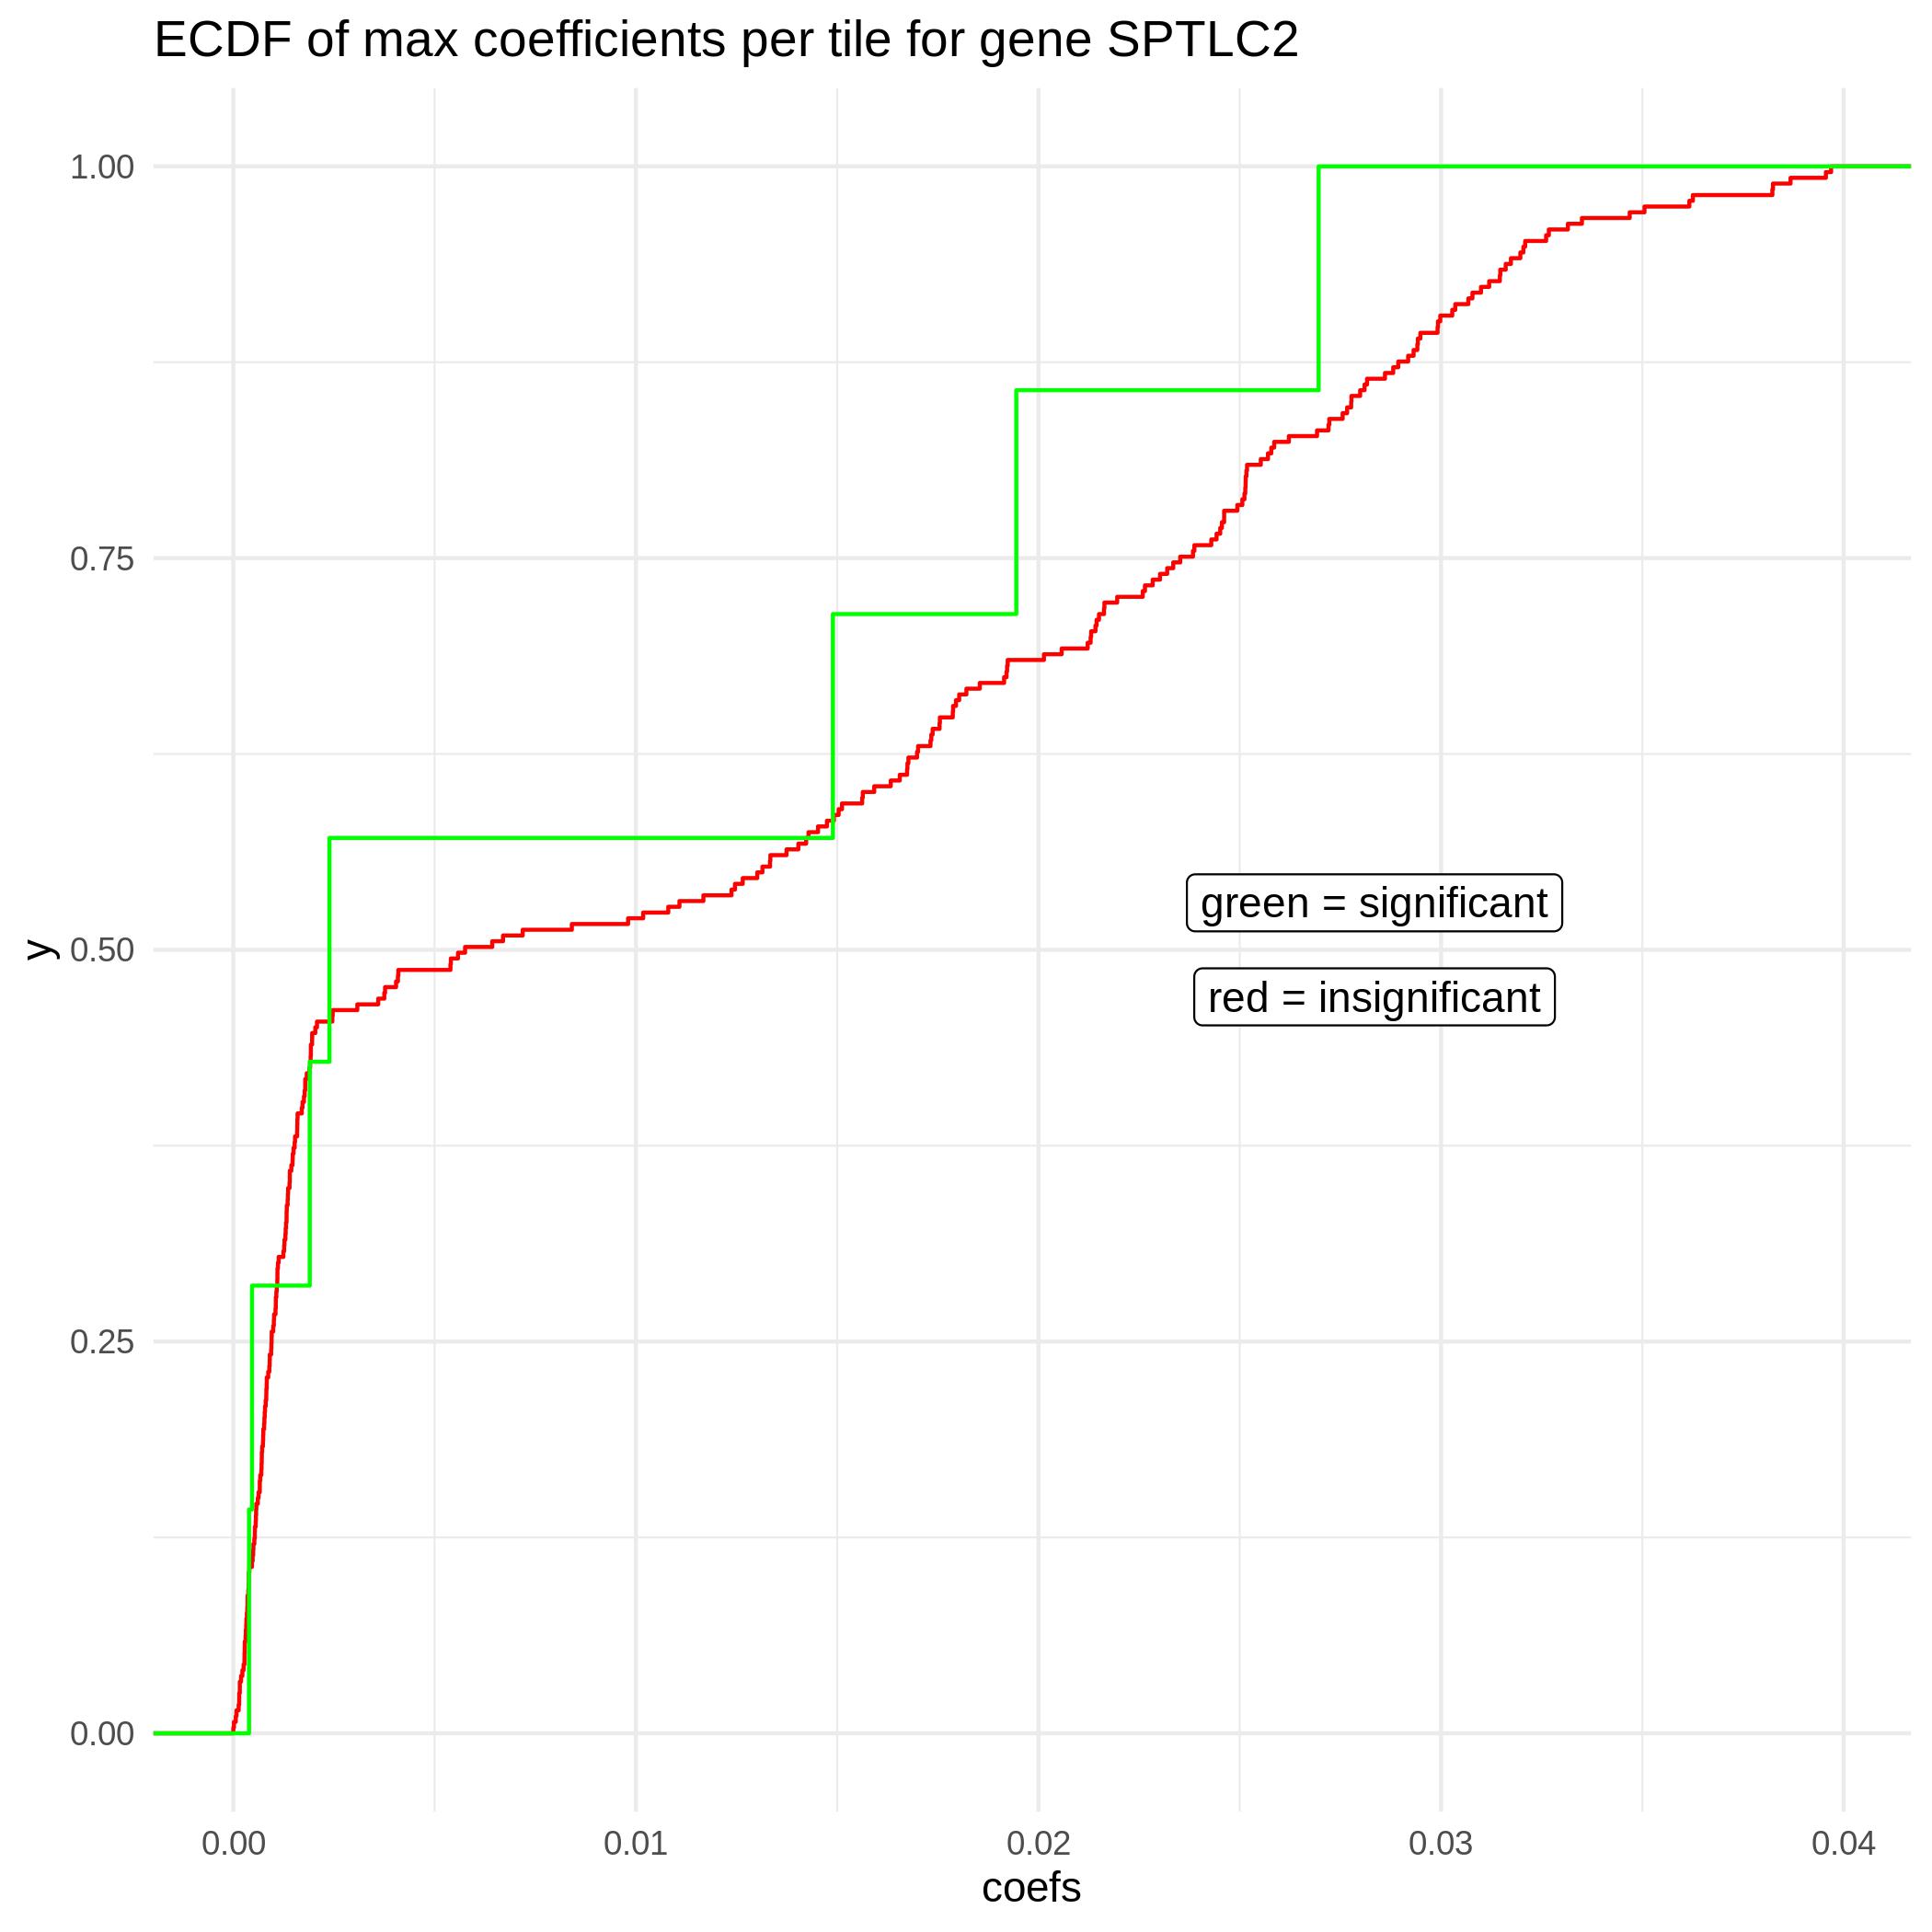 ECDF of max coefficients per tile for gene SPTLC2
1.00
0.75
0.50
0.25
0.00
y
green = significant
red = insignificant
0.00 0.01 0.02 0.03 0.04
coefs